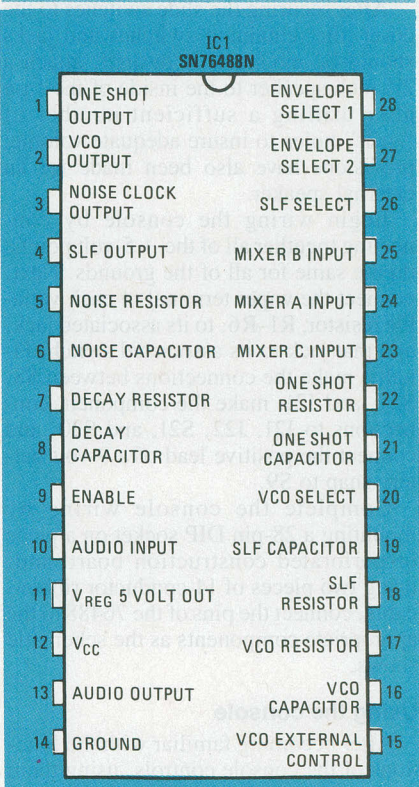 IC1
SN76488N
1 ONE SHOT
OUTPUT
2 VCO
OUTPUT
3 NOISE CLOCK
OUTPUT
4 SLF OUTPUT
5 NOISE RESISTOR
6 NOISE CAPACITOR
7 DECAY RESISTOR
8 DECAY
CAPACITOR
9 ENABLE
10 AUDIO INPUT
11 VREG 5 VOLT OUT
12 VCC
13 AUDIO OUTPUT
14 GROUND
ENVELOPE
SELECT 1 28
ENVELOPE
SELECT 2 27
SLF SELECT 26
MIXER B INPUT 25
MIXER A INPUT 24
MIXER C INPUT 23
ONE SHOT
RESISTOR 22
ONE SHOT
CAPACITOR 21
VCO SELECT 20
SLF CAPACITOR 19
SLF
RESISTOR 18
VCO RESISTOR 17
VCO
CAPACITOR 16
VCO EXTERNAL
CONTROL 15